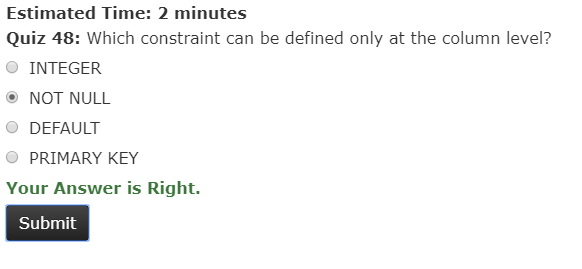 Estimated Time: 2 minutes
Quiz 48: Which constraint can be defined only at the column level?
INTEGER
NOT NULL
DEFAULT
PRIMARY KEY
Your Answer is Right.
Submit